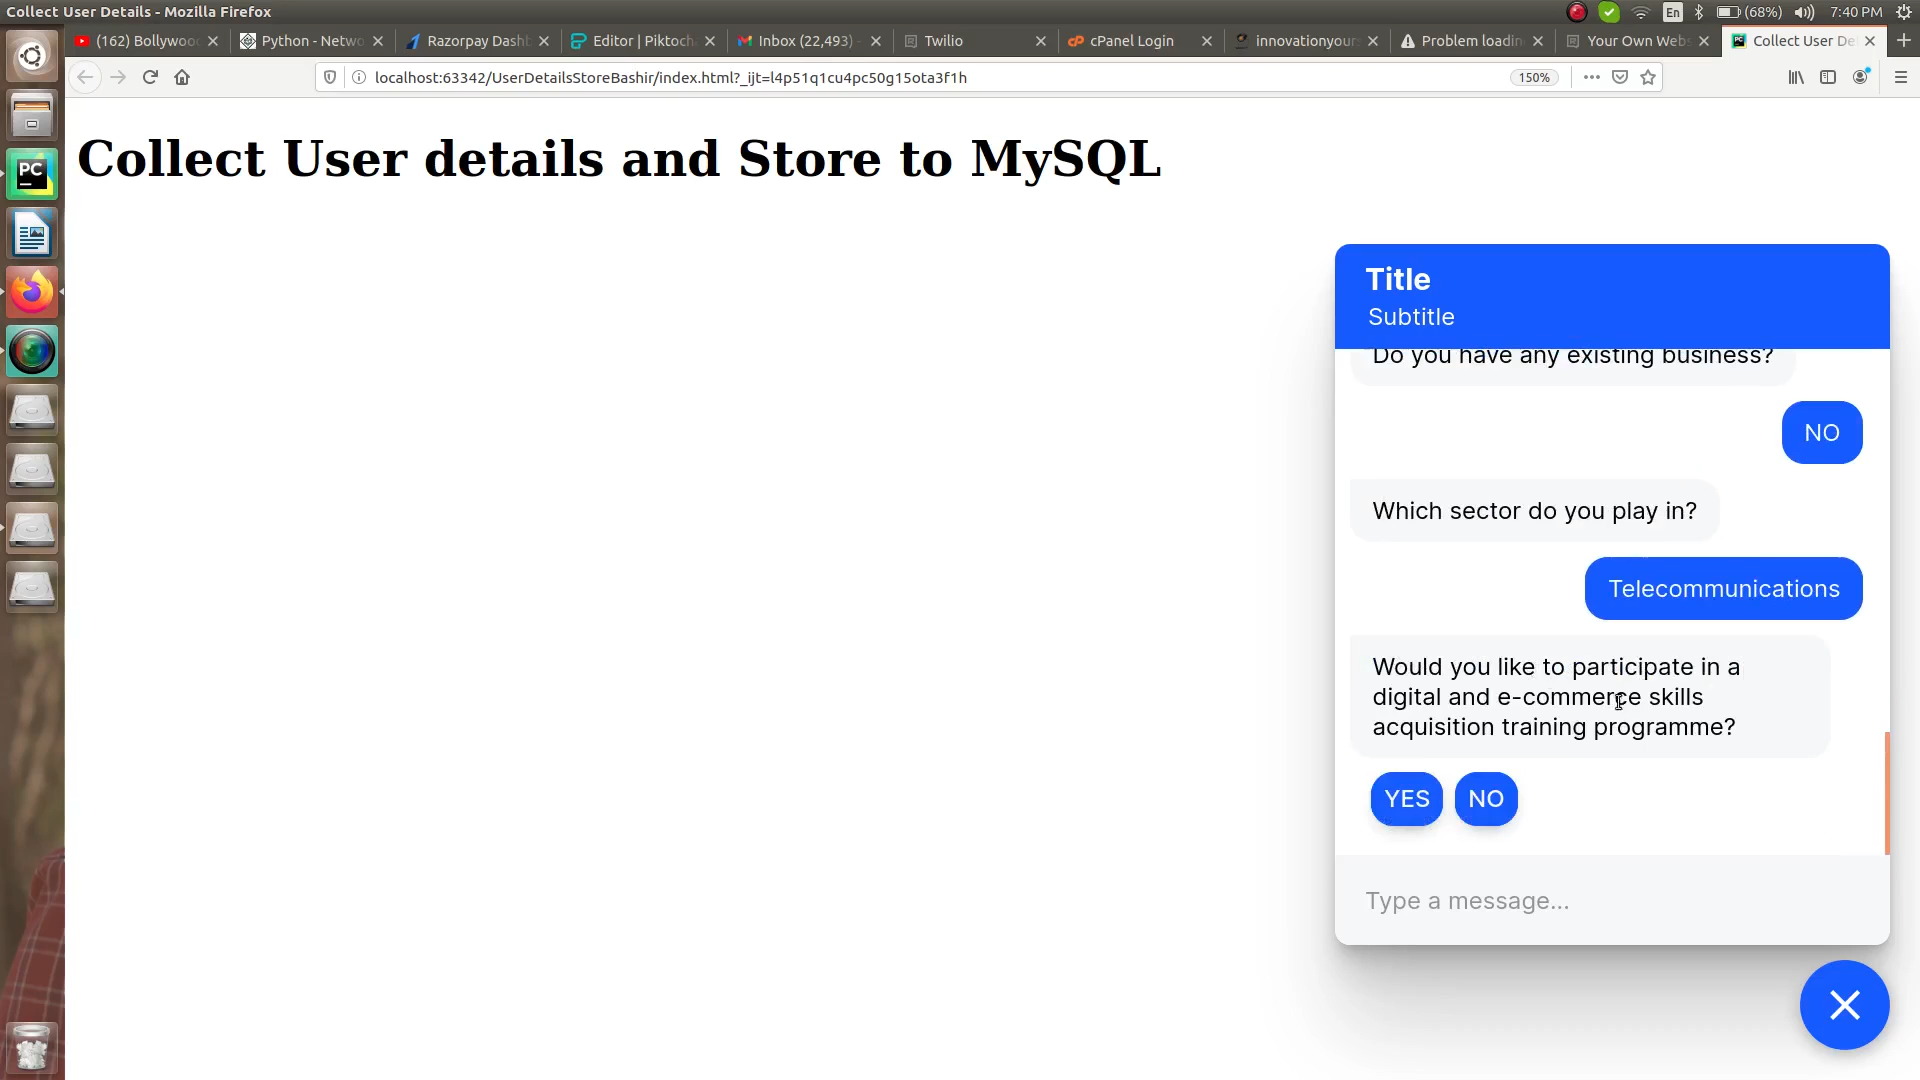 Collect User Details - Mozilla Firefox
En
(68%)
7:40 PM
(162) Bollywoo
Python - Netwo
Razorpay Dashb
Editor | Piktoch
Inbox (22,493)
Twilio
cPanel Login
innovationyour
Problem loadin
Your Own Webs
Collect User De
localhost:63342/UserDetailsStoreBashir/index.html?_ijt=l4p51q1cu4pc50g15ota3f1h
150%
Collect User details and Store to MySQL
PC
Title
Subtitle
Do you have any existing business?
NO
Which sector do you play in?
Telecommunications
Would you like to participate in a
digital and e-commerce skills
acquisition training programme?
YES
NO
Type a message...